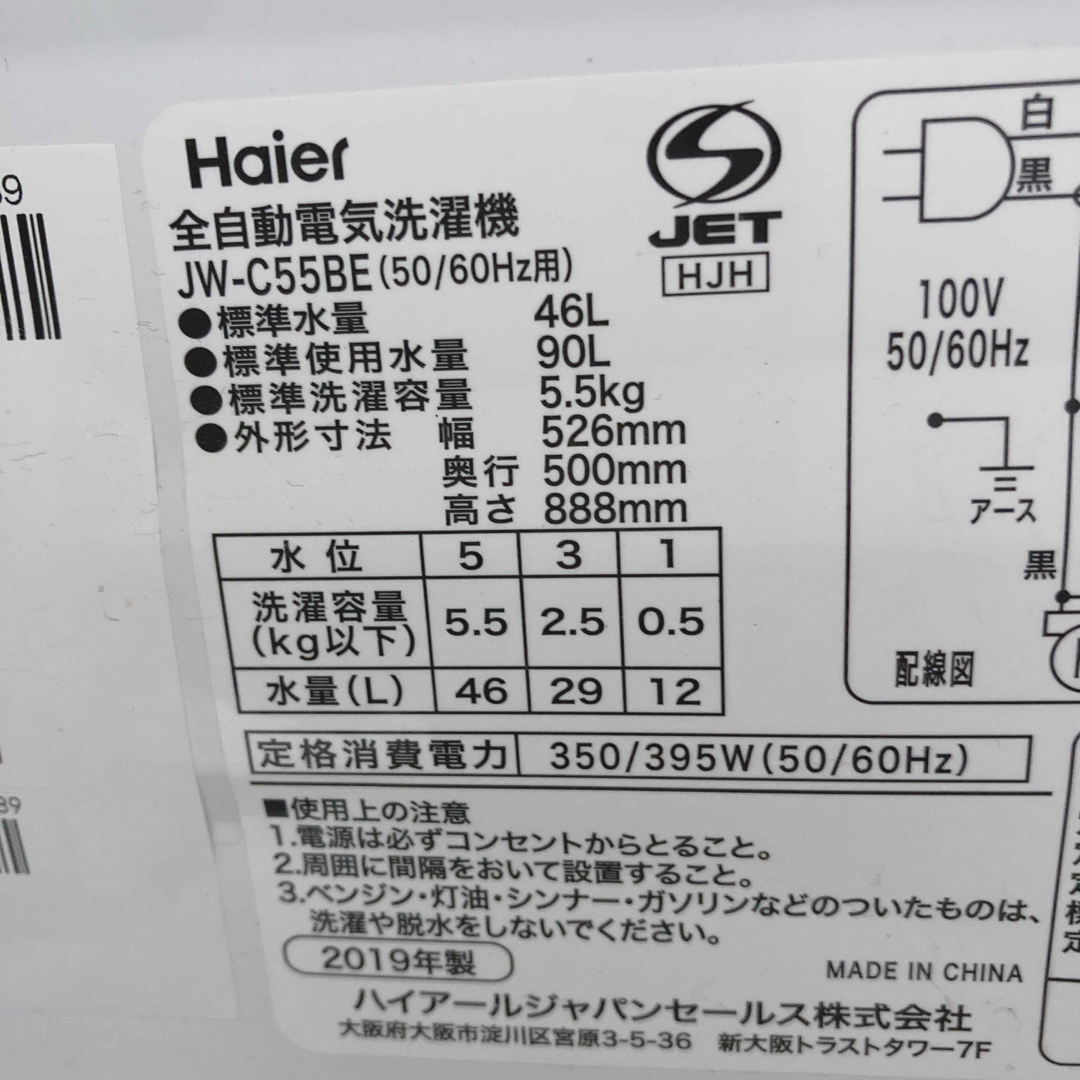 Haier
JET
HJH
全自動電気洗濯機
JW-C55BE(50/60Hz用)
●標準水量 46L
●標準使用水量 90L
●標準洗濯容量 5.5kg
●外形寸法 幅 526mm
奥行 500mm
高さ 888mm
水位 5 3 1
洗濯容量
(kg以下) 5.5 2.5 0.5
水量(L) 46 29 12
定格消費電力 350/395W(50/60Hz)
■使用上の注意
1.電源は必ずコンセントからとること。
2.周囲に間隔をおいて設置すること。
3.ベンジン・灯油・シンナー・ガソリンなどのついたものは、
洗濯や脱水をしないでください。
2019年製
MADE IN CHINA
ハイアールジャパンセールス株式会社
大阪府大阪市淀川区宮原3-5-36 新大阪トラストタワー7F
白
黒
100V
50/60Hz
アース
黒
配線図
89